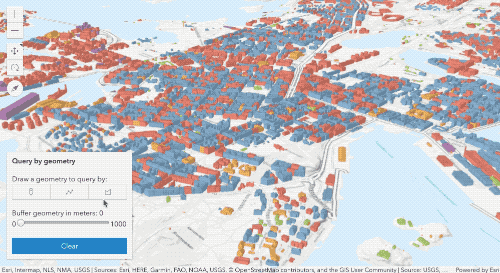 Query by geometry
Draw a geometry to query by:
Buffer geometry in meters: 0
0 1000
Clear
Esri, Intermap, NLS, NMA, USGS | Sources: Esri, HERE, Garmin, FAO, NOAA, USGS, © OpenStreetMap contributors, and the GIS User Community | Source: USGS, ... Powered by Esri